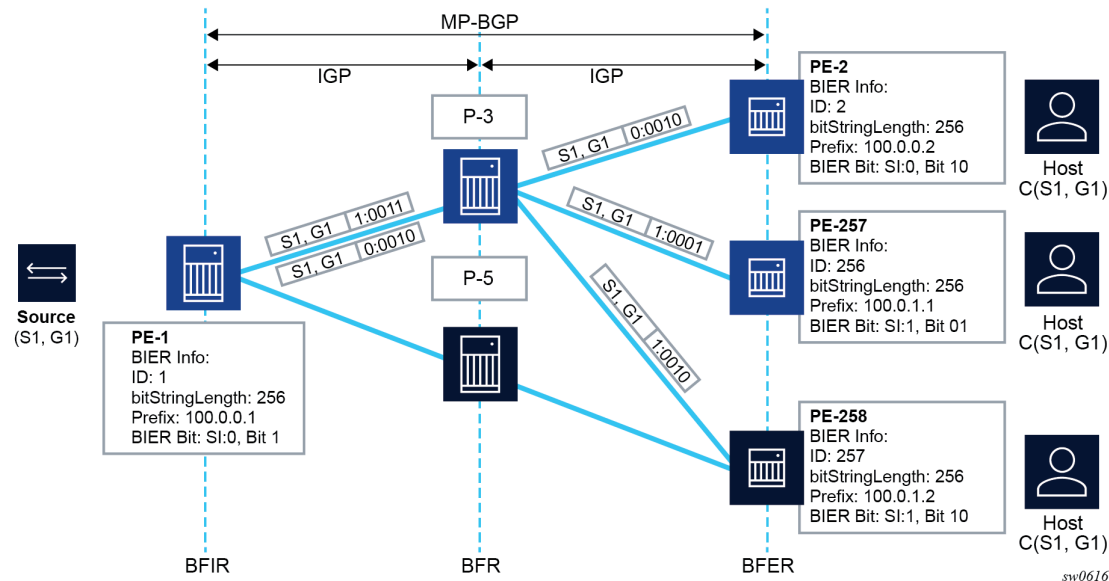 MP-BGP
IGP
IGP
P-3
S1, G1
0:0010
PE-2
BIER Info:
ID: 2
bitStringLength: 256
Prefix: 100.0.0.2
BIER Bit: SI:0, Bit 10
Host
C(S1, G1)
S1, G1
1:0011
S1, G1
0:0010
S1, G1
1:0001
PE-257
BIER Info:
ID: 256
bitStringLength: 256
Prefix: 100.0.1.1
BIER Bit: SI:1, Bit 01
Host
C(S1, G1)
P-5
Source
(S1, G1)
PE-1
BIER Info:
ID: 1
bitStringLength: 256
Prefix: 100.0.0.1
BIER Bit: SI:0, Bit 1
S1, G1
1:0010
PE-258
BIER Info:
ID: 257
bitStringLength: 256
Prefix: 100.0.1.2
BIER Bit: SI:1, Bit 10
Host
C(S1, G1)
BFIR
BFR
BFER
sw0616